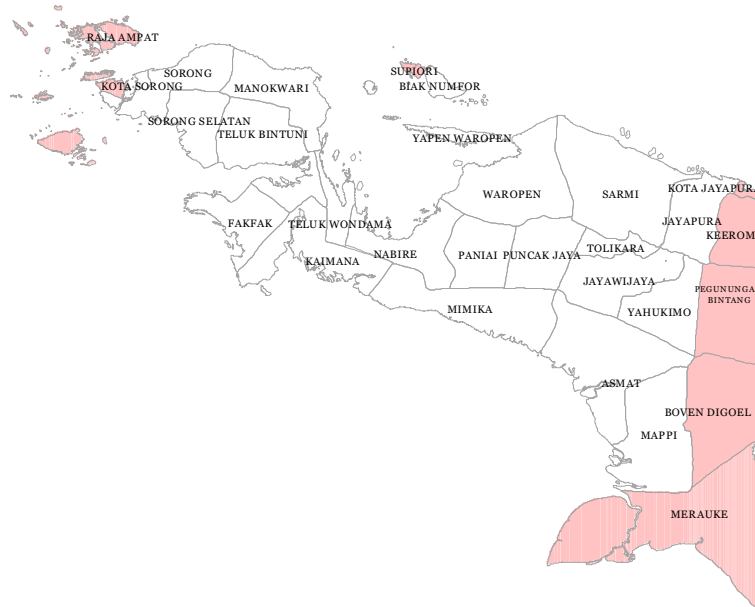 RAJA AMPAT
SORONG
SUPIORI
KOTA SORONG
MANOKWARI
BIAK NUMFOR
SORONG SELATAN
TELUK BINTUNI
YAPEN WAROPEN
KOTA JAYAPURA
WAROPEN
SARMI
FAKFAK
TELUK WONDAMA
JAYAPURA
KEEROM
TOLIKARA
NABIRE
PANIAI
PUNCAK JAYA
KAIMANA
JAYAWIJAYA
PEGUNUNGA
BINTANG
MIMIKA
YAHUKIMO
ASMAT
BOVEN DIGOEL
MAPPI
MERAUKE